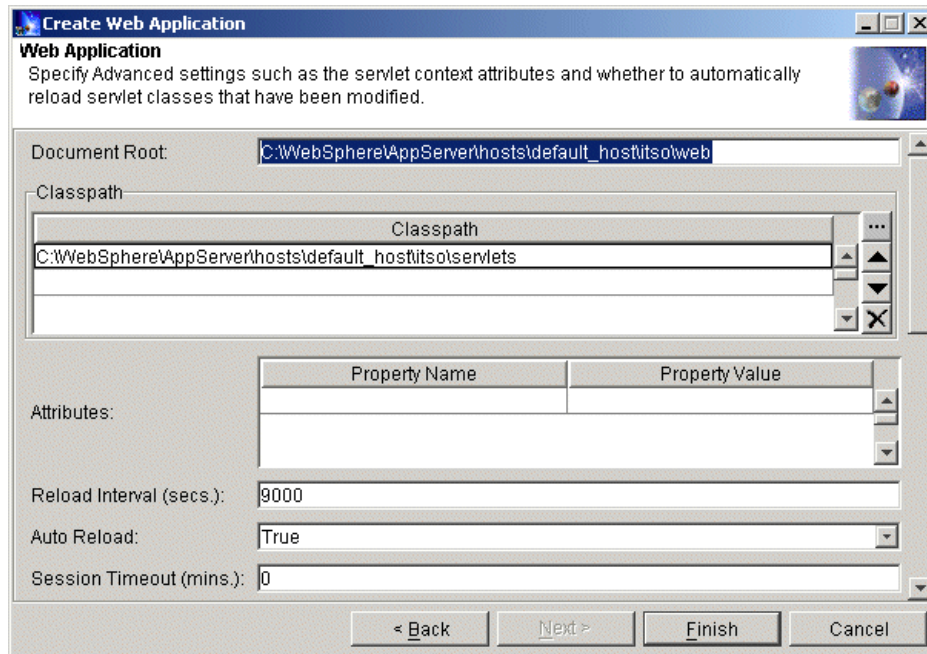 Create Web Application
Web Application
Specify Advanced settings such as the servlet context attributes and whether to automatically
reload servlet classes that have been modified.
Document Root: C:\WebSphere\AppServer\hosts\default_host\itso\web
Classpath
Classpath
...
C:\WebSphere\AppServer\hosts\default_host\itso\servlets
Property Name Property Value
Attributes:
Reload Interval (secs.): 9000
Auto Reload: True
Session Timeout (mins.): 0
< Back Next > Finish Cancel